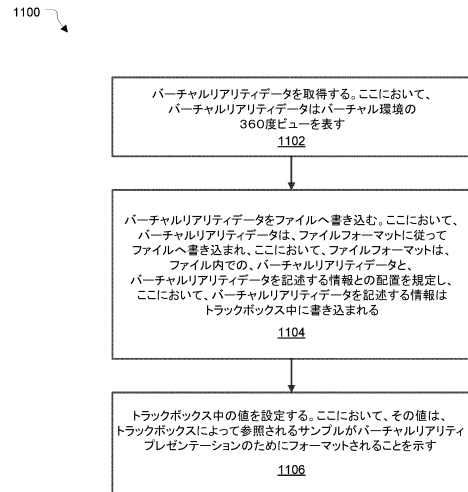 1100
バーチャルリアリティデータを取得する。ここにおいて、
バーチャルリアリティデータはバーチャル環境の
360度ビューを表す
1102
バーチャルリアリティデータをファイルへ書き込む。ここにおいて、
バーチャルリアリティデータは、ファイルフォーマットに従って
ファイルへ書き込まれ、ここにおいて、ファイルフォーマットは、
ファイル内での、バーチャルリアリティデータと、
バーチャルリアリティデータを記述する情報との配置を規定し、
ここにおいて、バーチャルリアリティデータを記述する情報は
トラックボックス中に書き込まれる
1104
トラックボックス中の値を設定する。ここにおいて、その値は、
トラックボックスによって参照されるサンプルがバーチャルリアリティ
プレゼンテーションのためにフォーマットされることを示す
1106